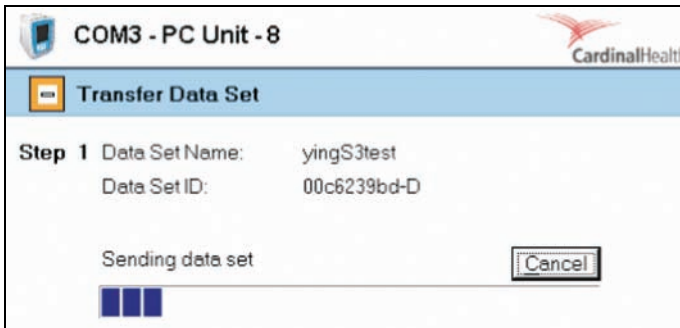 COM3 - PC Unit - 8
CardinalHealth
Transfer Data Set
Step 1 Data Set Name: yingS3test
Data Set ID: 00c6239bd-D
Sending data set
Cancel